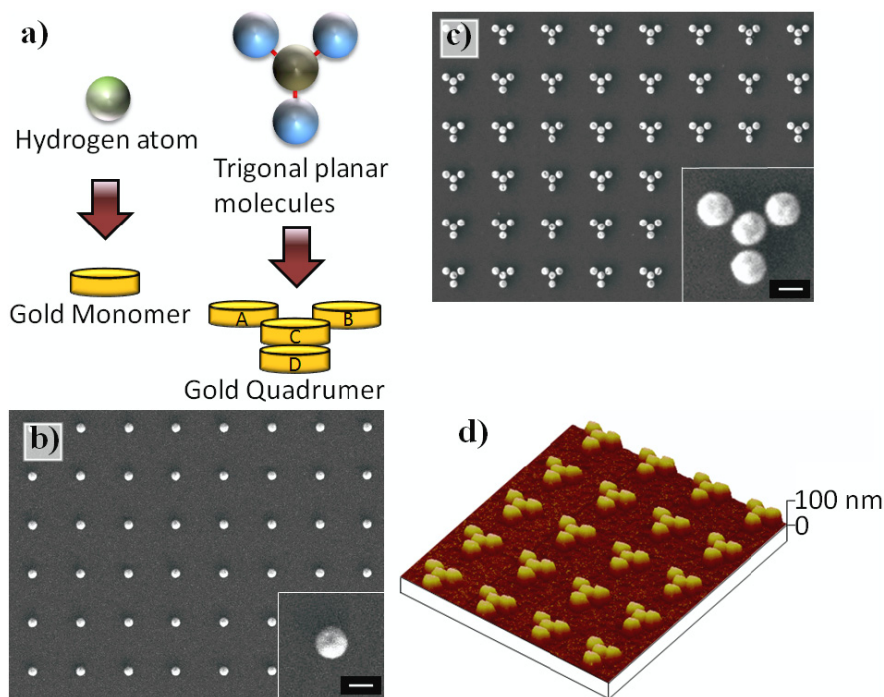 a)
Hydrogen atom
Trigonal planar
molecules
Gold Monomer
A
B
C
D
Gold Quadrumer
b)
c)
d)
100 nm
0